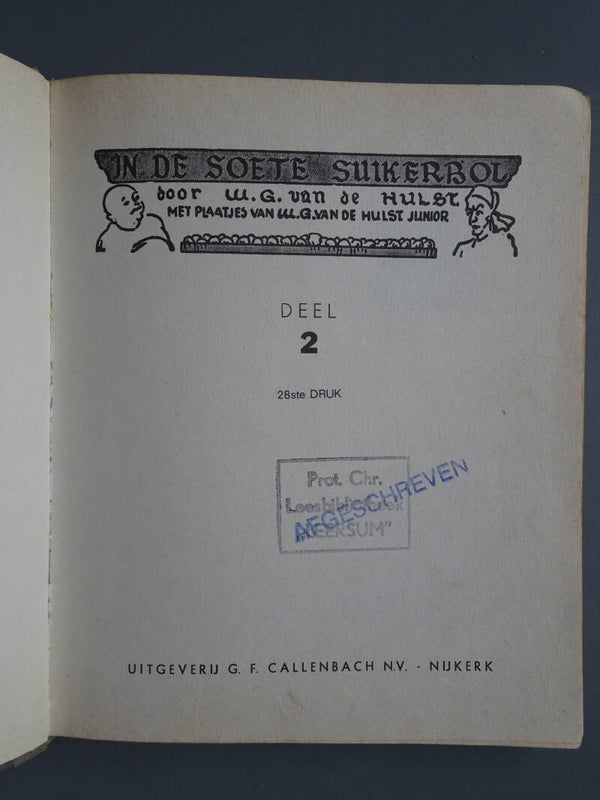 IN DE SOETE SUIKERBOL
door W.G. van de HULST
MET PLAATJES VAN W.G. VAN DE HULST JUNIOR
DEEL
2
28ste DRUK
Prot. Chr.
Leesbibliotheek
AFGESCHREVEN
UITGEVERIJ G. F. CALLENBACH N.V. - NIJKERK